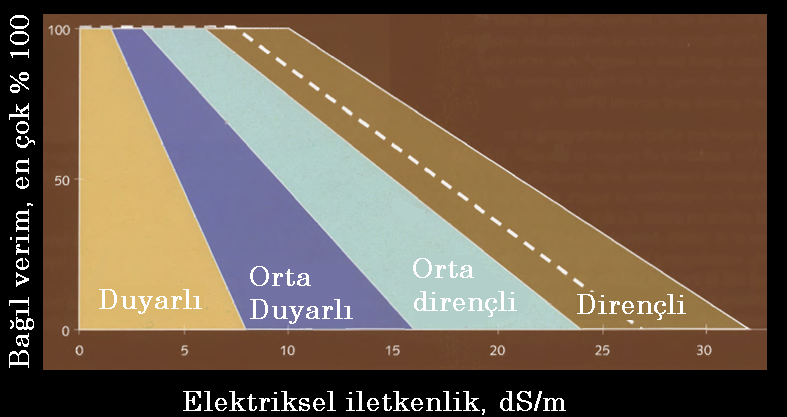 Bağıl verim, en çok % 100
100
50
0
Duyarlı
Orta
Duyarlı
Orta
dirençli
Dirençli
0 5 10 15 20 25 30
Elektriksel iletkenlik, dS/m